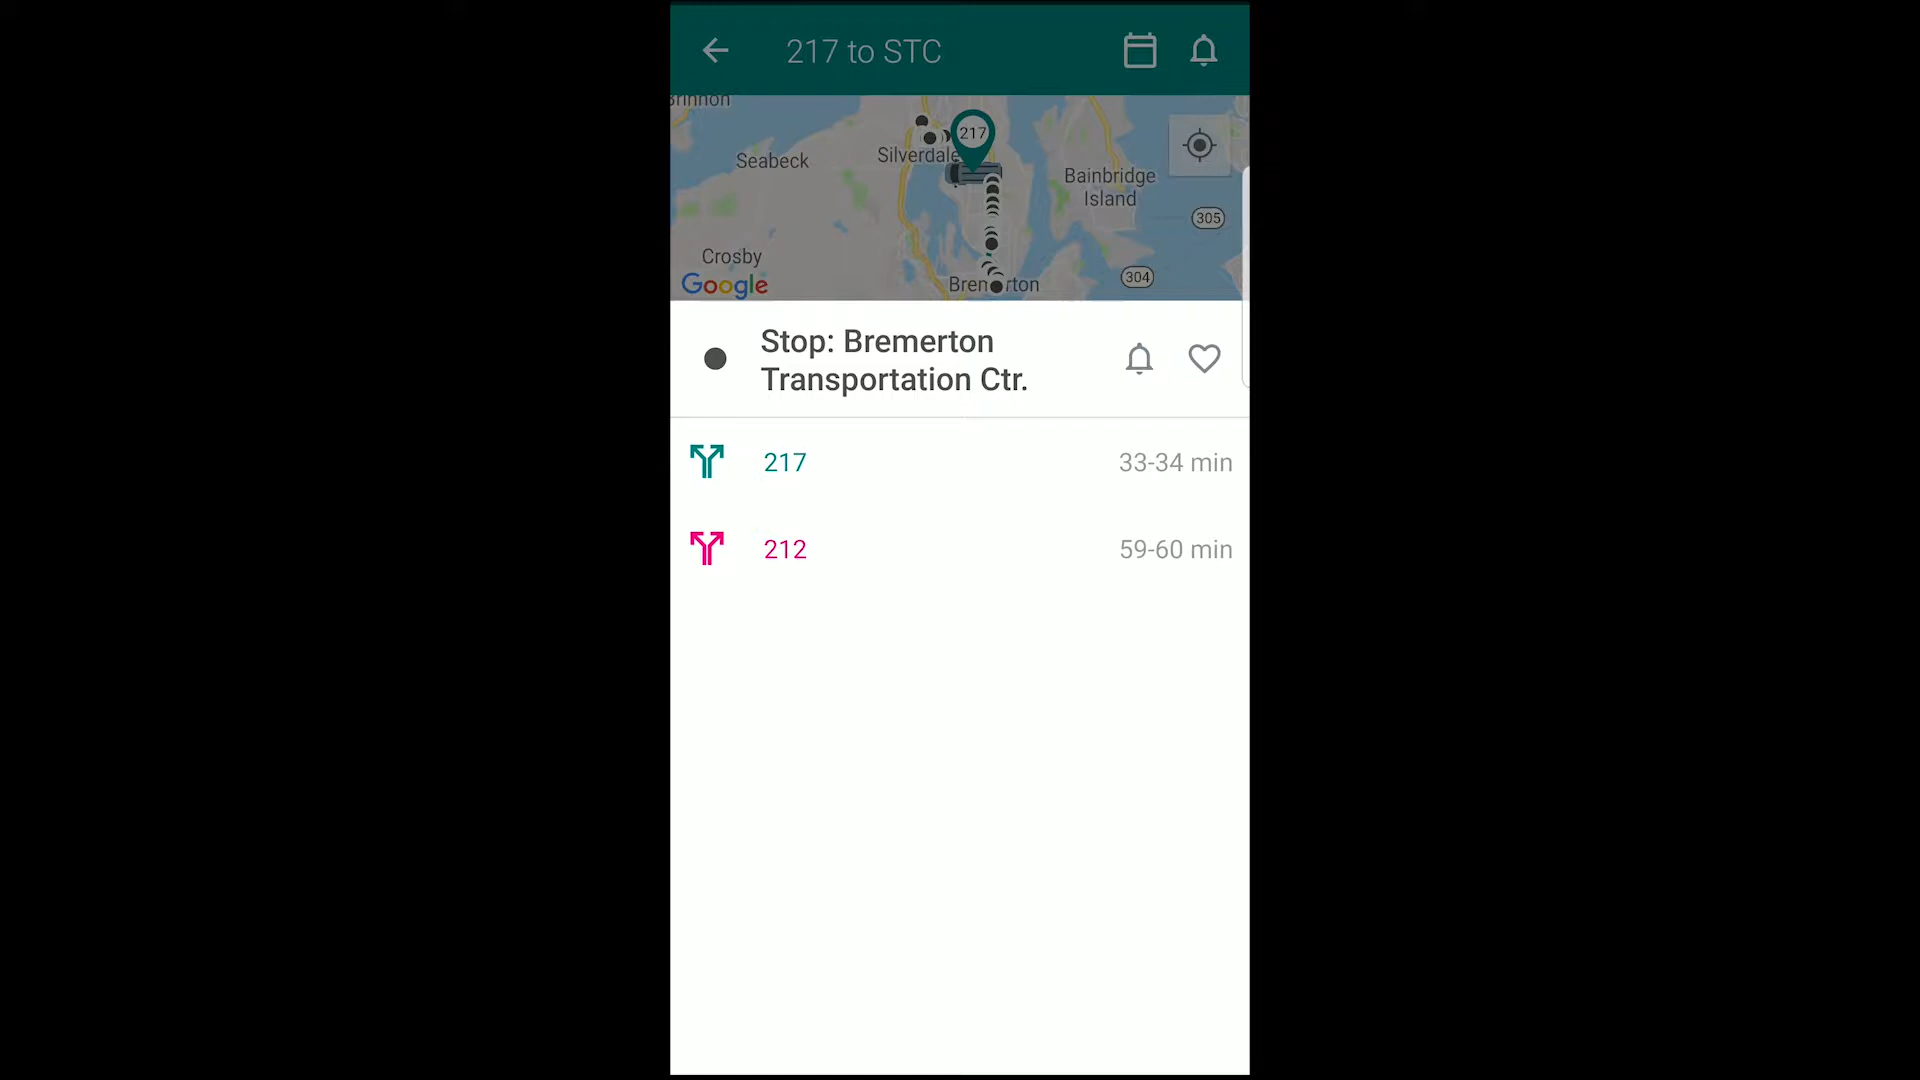 217 to STC
Brinnon
217
Seabeck
Silverdale
Bainbridge
Island
305
Crosby
304
Google
Bremerton
Stop: Bremerton
Transportation Ctr.
217 33-34 min
212 59-60 min